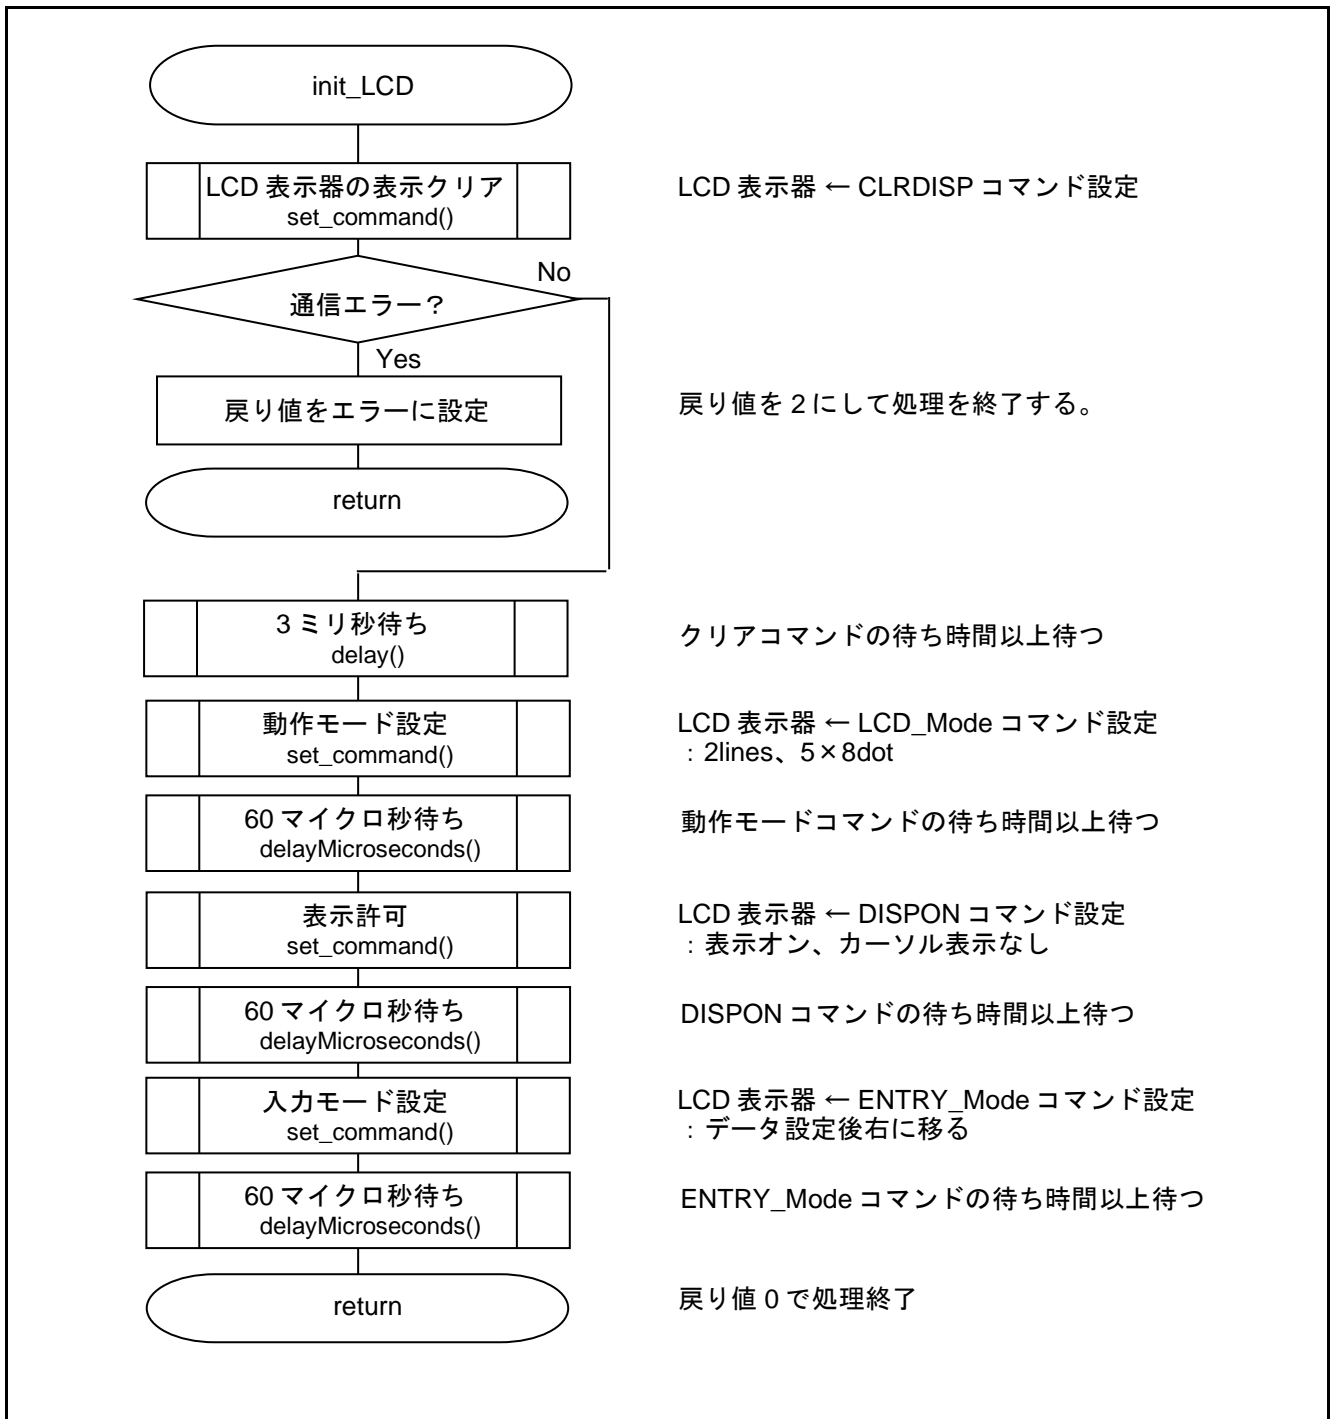 init_LCD
LCD 表示器の表示クリア
set_command()
LCD 表示器 ← CLRDISP コマンド設定
No
通信エラー？
Yes
戻り値をエラーに設定
戻り値を 2 にして処理を終了する。
return
3 ミリ秒待ち
delay()
クリアコマンドの待ち時間以上待つ
動作モード設定
set_command()
LCD 表示器 ← LCD_Mode コマンド設定
：2lines、5×8dot
60 マイクロ秒待ち
delayMicroseconds()
動作モードコマンドの待ち時間以上待つ
表示許可
set_command()
LCD 表示器 ← DISPON コマンド設定
：表示オン、カーソル表示なし
60 マイクロ秒待ち
delayMicroseconds()
DISPON コマンドの待ち時間以上待つ
入力モード設定
set_command()
LCD 表示器 ← ENTRY_Mode コマンド設定
：データ設定後右に移る
60 マイクロ秒待ち
delayMicroseconds()
ENTRY_Mode コマンドの待ち時間以上待つ
return
戻り値 0 で処理終了